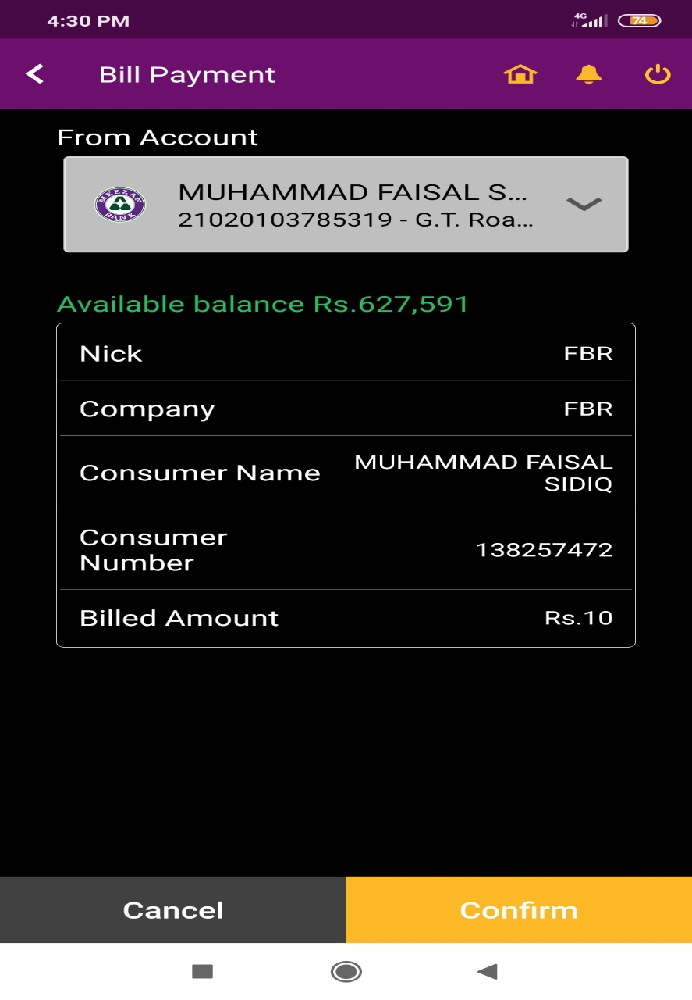 4:30 PM
4G
74
Bill Payment
From Account
MEEZAN
BANK
MUHAMMAD FAISAL S...
21020103785319 - G.T. Roa...
Available balance Rs.627,591
Nick FBR
Company FBR
Consumer Name MUHAMMAD FAISAL
SIDIQ
Consumer
Number 138257472
Billed Amount Rs.10
Cancel Confirm